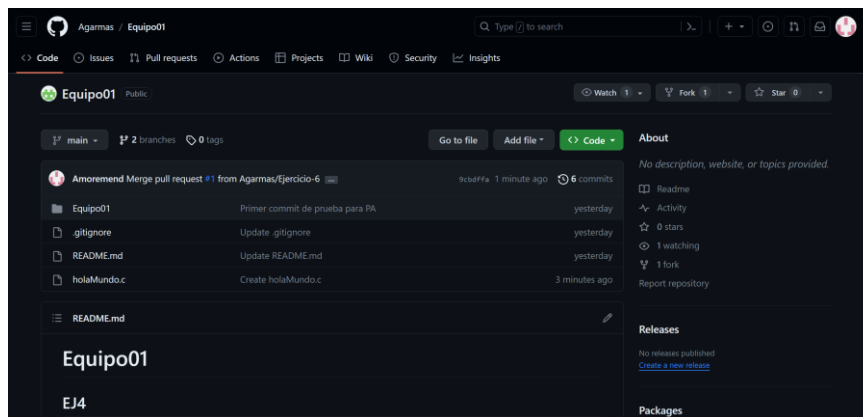 Agarmas / Equipo01
Type / to search
Code Issues Pull requests Actions Projects Wiki Security Insights
Equipo01 Public
Watch 1 Fork 1 Star 0
main 2 branches 0 tags Go to file Add file Code
About
No description, website, or topics provided.
Amoremend Merge pull request #1 from Agarmas/Ejercicio-6 ... 9cbdffa 1 minute ago 6 commits
Equipo01 Primer commit de prueba para PA yesterday
.gitignore Update .gitignore yesterday
README.md Update README.md yesterday
holaMundo.c Create holaMundo.c 3 minutes ago
Readme
Activity
0 stars
1 watching
1 fork
Report repository
README.md
Equipo01
EJ4
Releases
No releases published
Create a new release
Packages